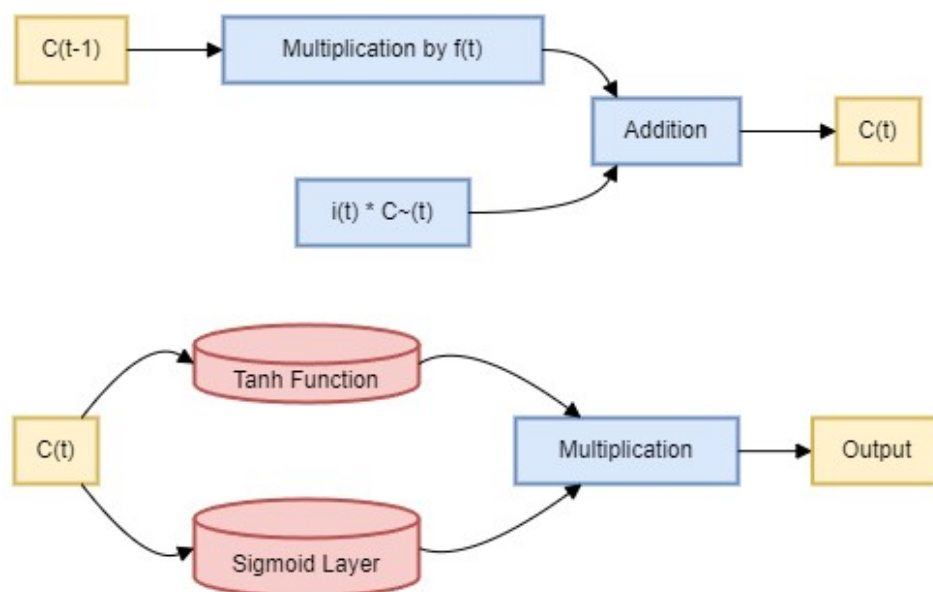 C(t-1)
Multiplication by f(t)
Addition
C(t)
i(t) * C~(t)
Tanh Function
C(t)
Multiplication
Output
Sigmoid Layer